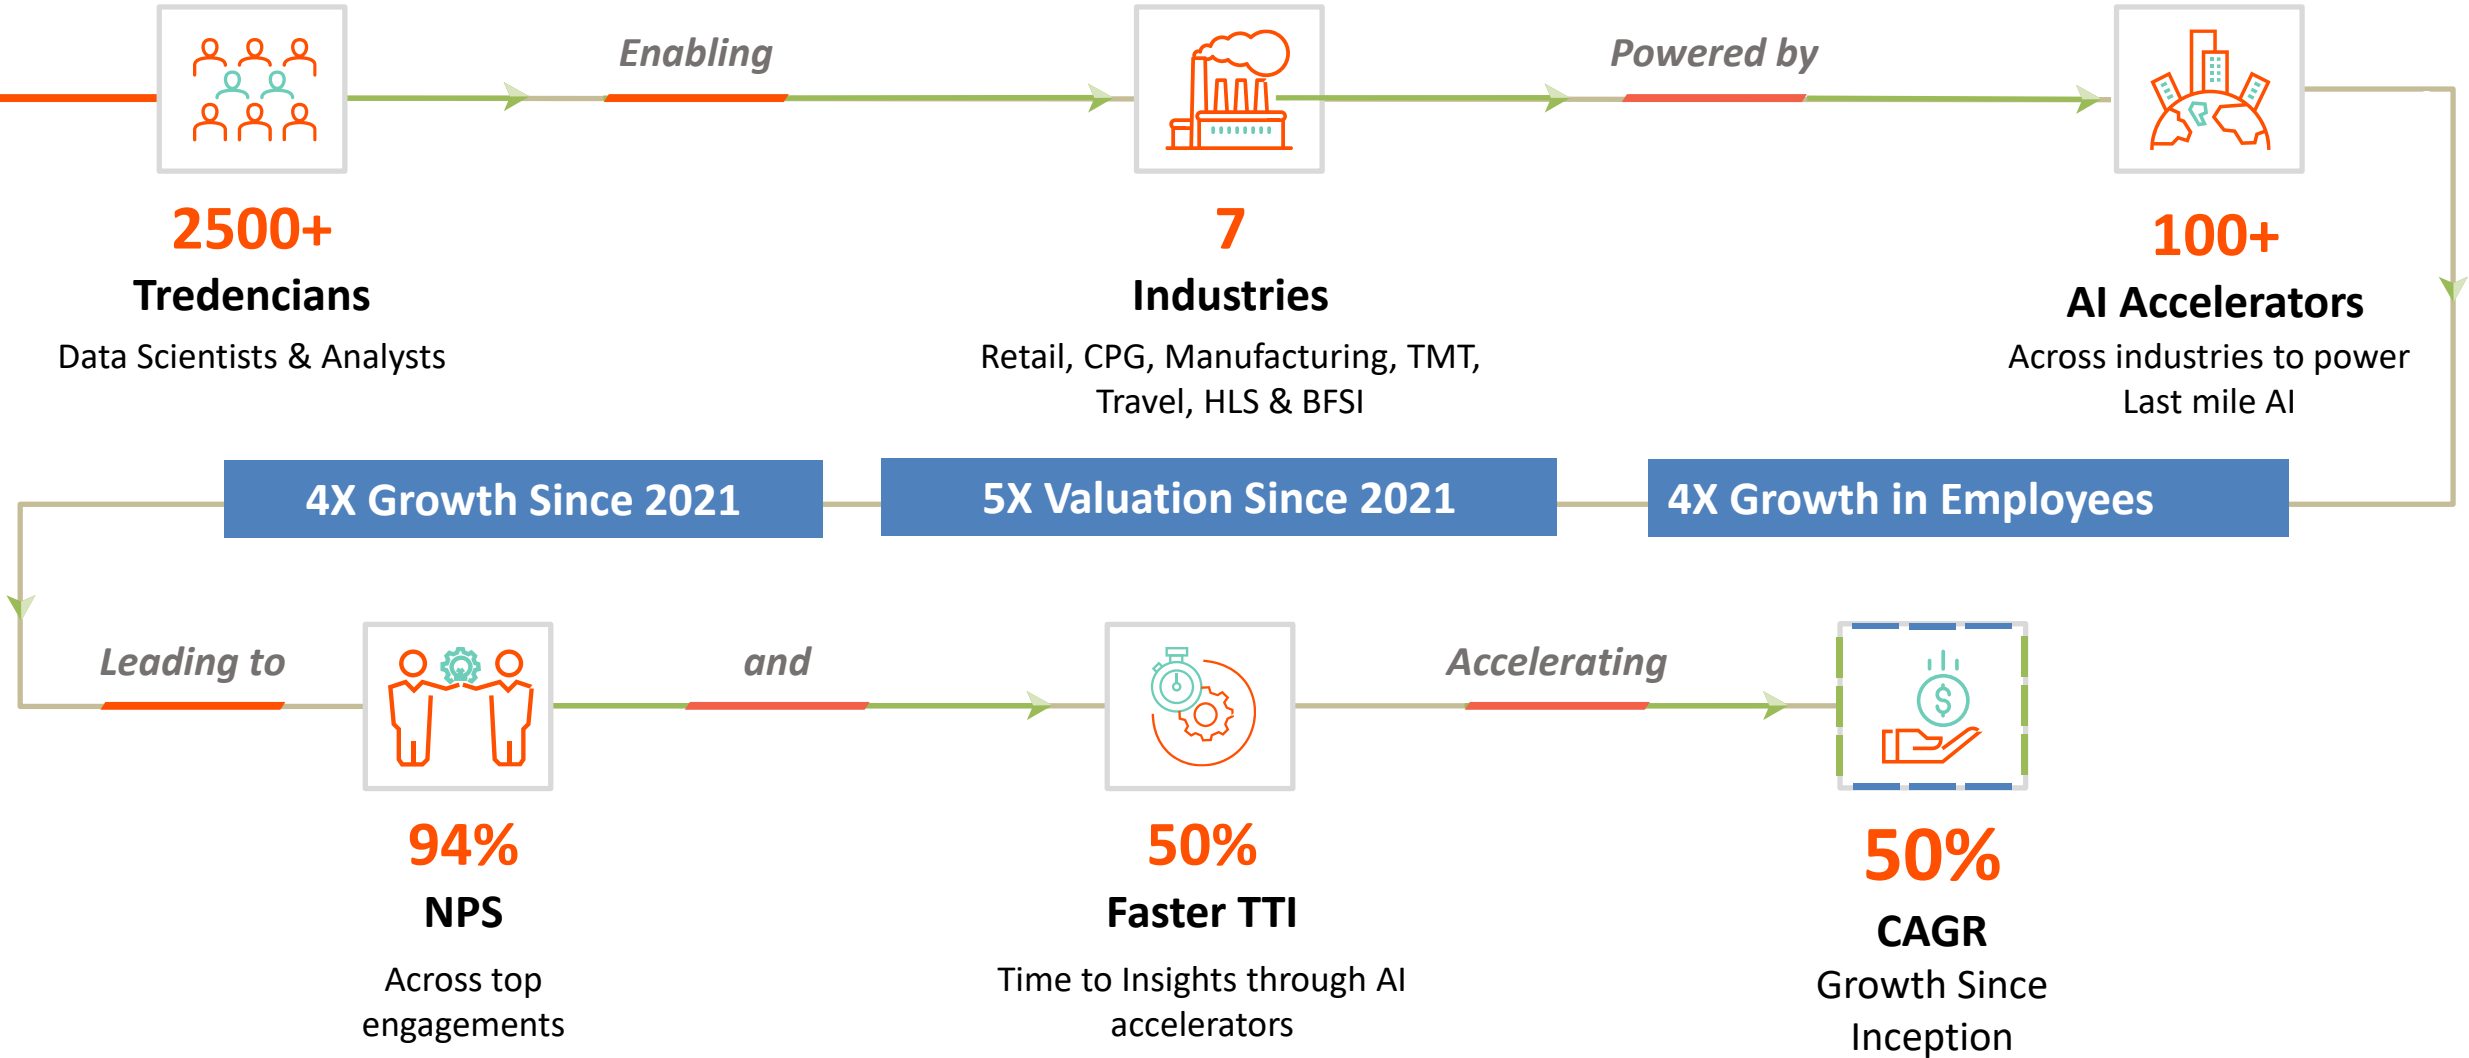 Enabling
Powered by
2500+
Tredencians
Data Scientists & Analysts
7
Industries
Retail, CPG, Manufacturing, TMT,
Travel, HLS & BFSI
100+
AI Accelerators
Across industries to power
Last mile AI
4X Growth Since 2021
5X Valuation Since 2021
4X Growth in Employees
Leading to
and
Accelerating
$
94%
NPS
Across top
engagements
50%
Faster TTI
Time to Insights through AI
accelerators
50%
CAGR
Growth Since
Inception